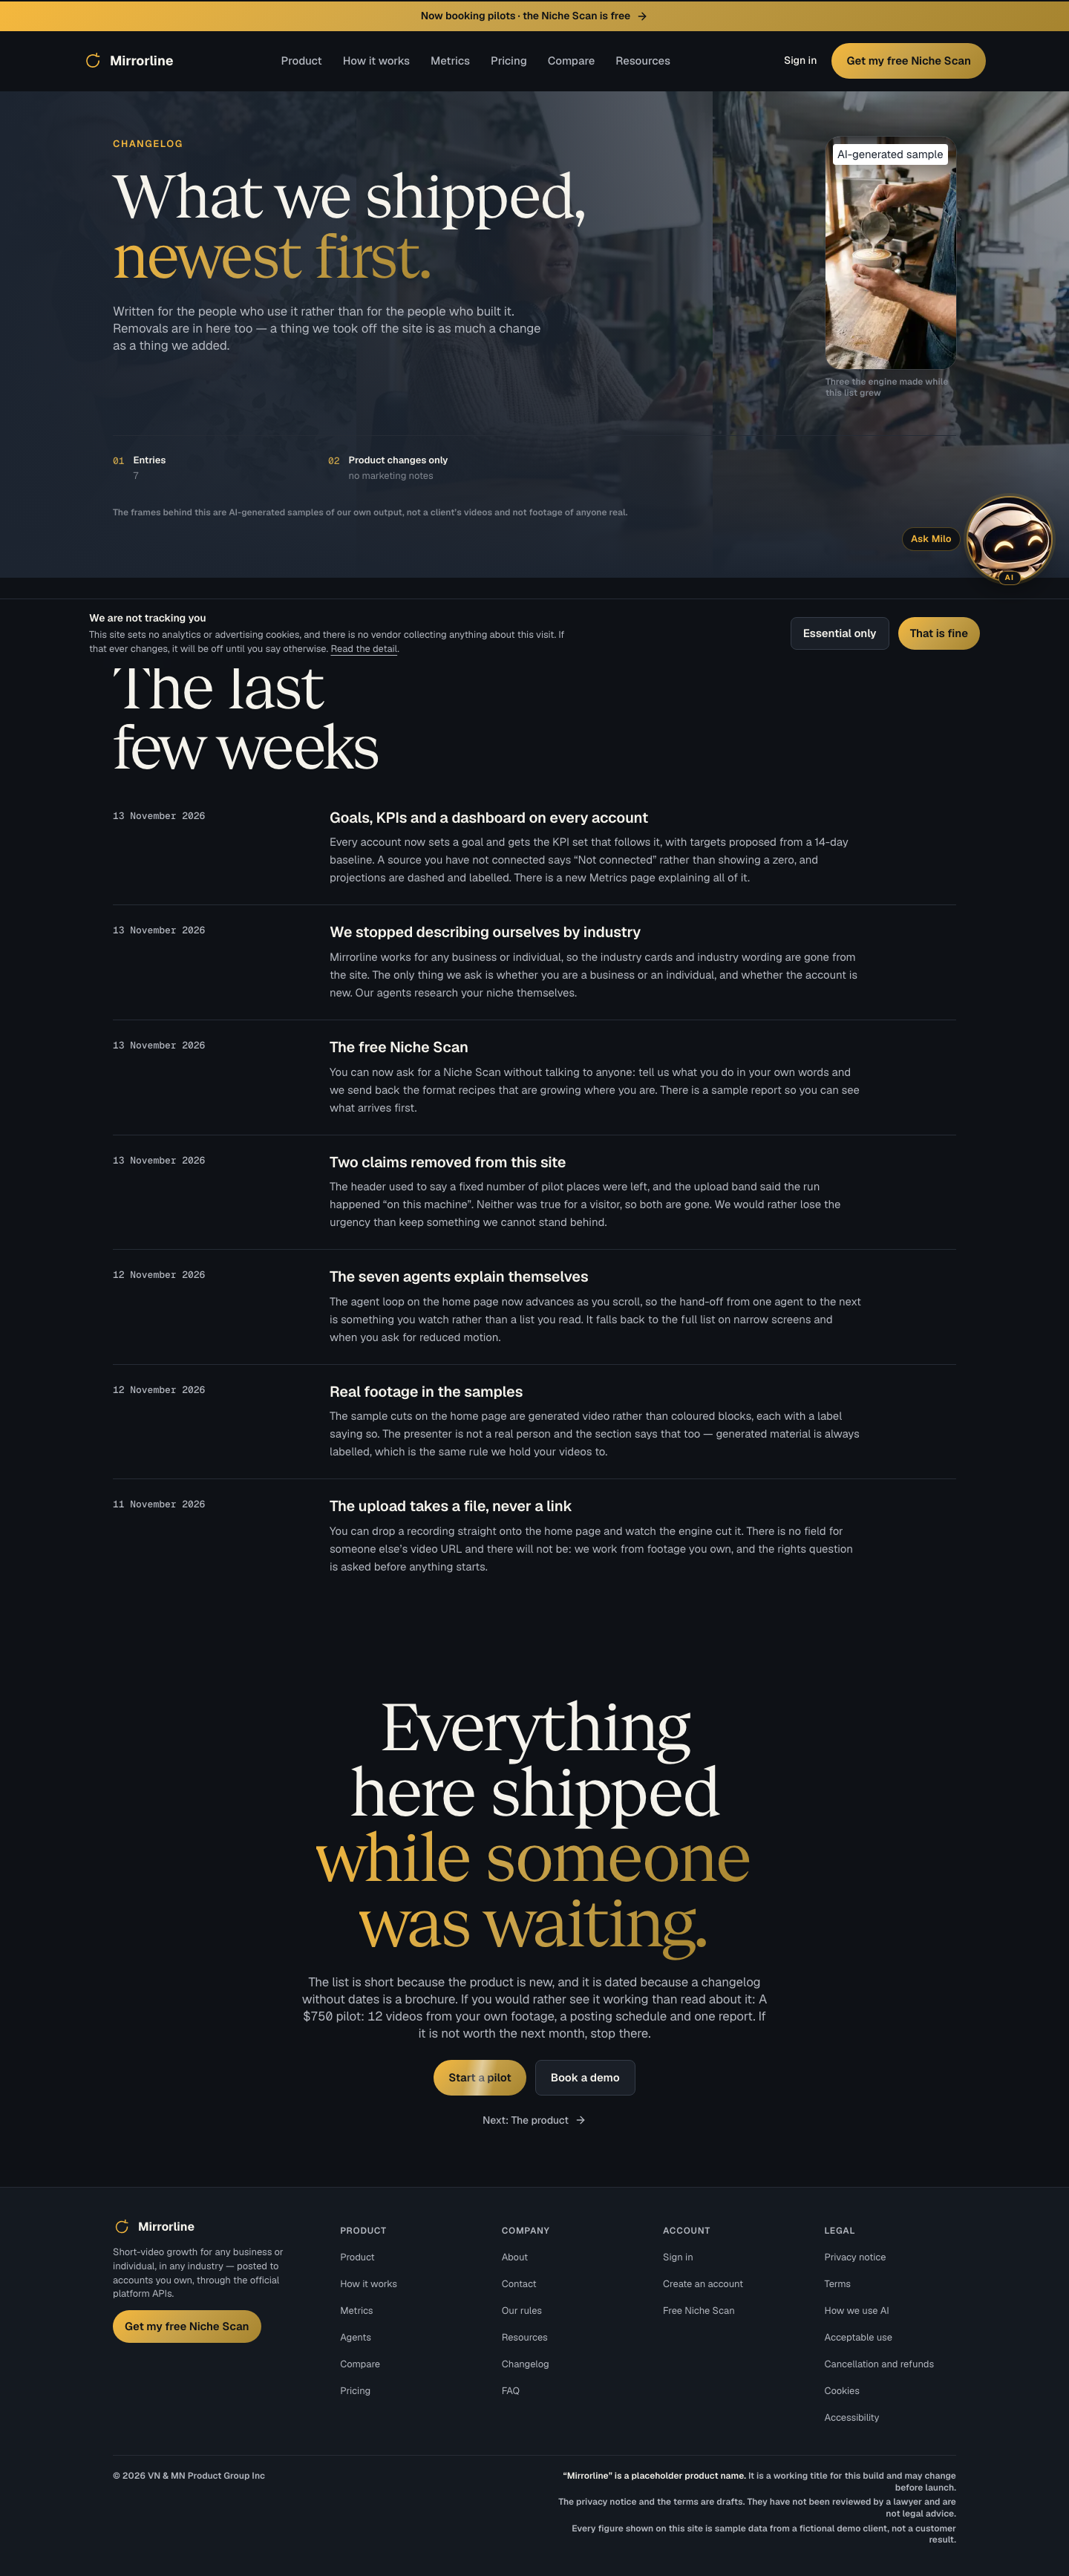 Now booking pilots · the Niche Scan is free →
Mirrorline
Product
How it works
Metrics
Pricing
Compare
Resources
Sign in
Get my free Niche Scan
CHANGELOG
What we shipped,
newest first.
Written for the people who use it rather than for the people who built it.
Removals are in here too — a thing we took off the site is as much a change
as a thing we added.
AI-generated sample
Three the engine made while
this list grew
01 Entries
7
02 Product changes only
no marketing notes
The frames behind this are AI-generated samples of our own output, not a client's videos and not footage of anyone real.
Ask Milo
AI
We are not tracking you
This site sets no analytics or advertising cookies, and there is no vendor collecting anything about this visit. If
that ever changes, it will be off until you say otherwise. Read the detail.
Essential only
That is fine
The last
few weeks
13 November 2026
Goals, KPIs and a dashboard on every account
Every account now sets a goal and gets the KPI set that follows it, with targets proposed from a 14-day
baseline. A source you have not connected says “Not connected” rather than showing a zero, and
projections are dashed and labelled. There is a new Metrics page explaining all of it.
13 November 2026
We stopped describing ourselves by industry
Mirrorline works for any business or individual, so the industry cards and industry wording are gone from
the site. The only thing we ask is whether you are a business or an individual, and whether the account is
new. Our agents research your niche themselves.
13 November 2026
The free Niche Scan
You can now ask for a Niche Scan without talking to anyone: tell us what you do in your own words and
we send back the format recipes that are growing where you are. There is a sample report so you can see
what arrives first.
13 November 2026
Two claims removed from this site
The header used to say a fixed number of pilot places were left, and the upload band said the run
happened “on this machine”. Neither was true for a visitor, so both are gone. We would rather lose the
urgency than keep something we cannot stand behind.
12 November 2026
The seven agents explain themselves
The agent loop on the home page now advances as you scroll, so the hand-off from one agent to the next
is something you watch rather than a list you read. It falls back to the full list on narrow screens and
when you ask for reduced motion.
12 November 2026
Real footage in the samples
The sample cuts on the home page are generated video rather than coloured blocks, each with a label
saying so. The presenter is not a real person and the section says that too — generated material is always
labelled, which is the same rule we hold your videos to.
11 November 2026
The upload takes a file, never a link
You can drop a recording straight onto the home page and watch the engine cut it. There is no field for
someone else's video URL and there will not be: we work from footage you own, and the rights question
is asked before anything starts.
Everything
here shipped
while someone
was waiting.
The list is short because the product is new, and it is dated because a changelog
without dates is a brochure. If you would rather see it working than read about it: A
$750 pilot: 12 videos from your own footage, a posting schedule and one report. If
it is not worth the next month, stop there.
Start a pilot
Book a demo
Next: The product →
Mirrorline
Short-video growth for any business or
individual, in any industry — posted to
accounts you own, through the official
platform APIs.
Get my free Niche Scan
PRODUCT
Product
How it works
Metrics
Agents
Compare
Pricing
COMPANY
About
Contact
Our rules
Resources
Changelog
FAQ
ACCOUNT
Sign in
Create an account
Free Niche Scan
LEGAL
Privacy notice
Terms
How we use AI
Acceptable use
Cancellation and refunds
Cookies
Accessibility
© 2026 VN & MN Product Group Inc
“Mirrorline” is a placeholder product name. It is a working title for this build and may change
before launch.
The privacy notice and the terms are drafts. They have not been reviewed by a lawyer and are
not legal advice.
Every figure shown on this site is sample data from a fictional demo client, not a customer
result.